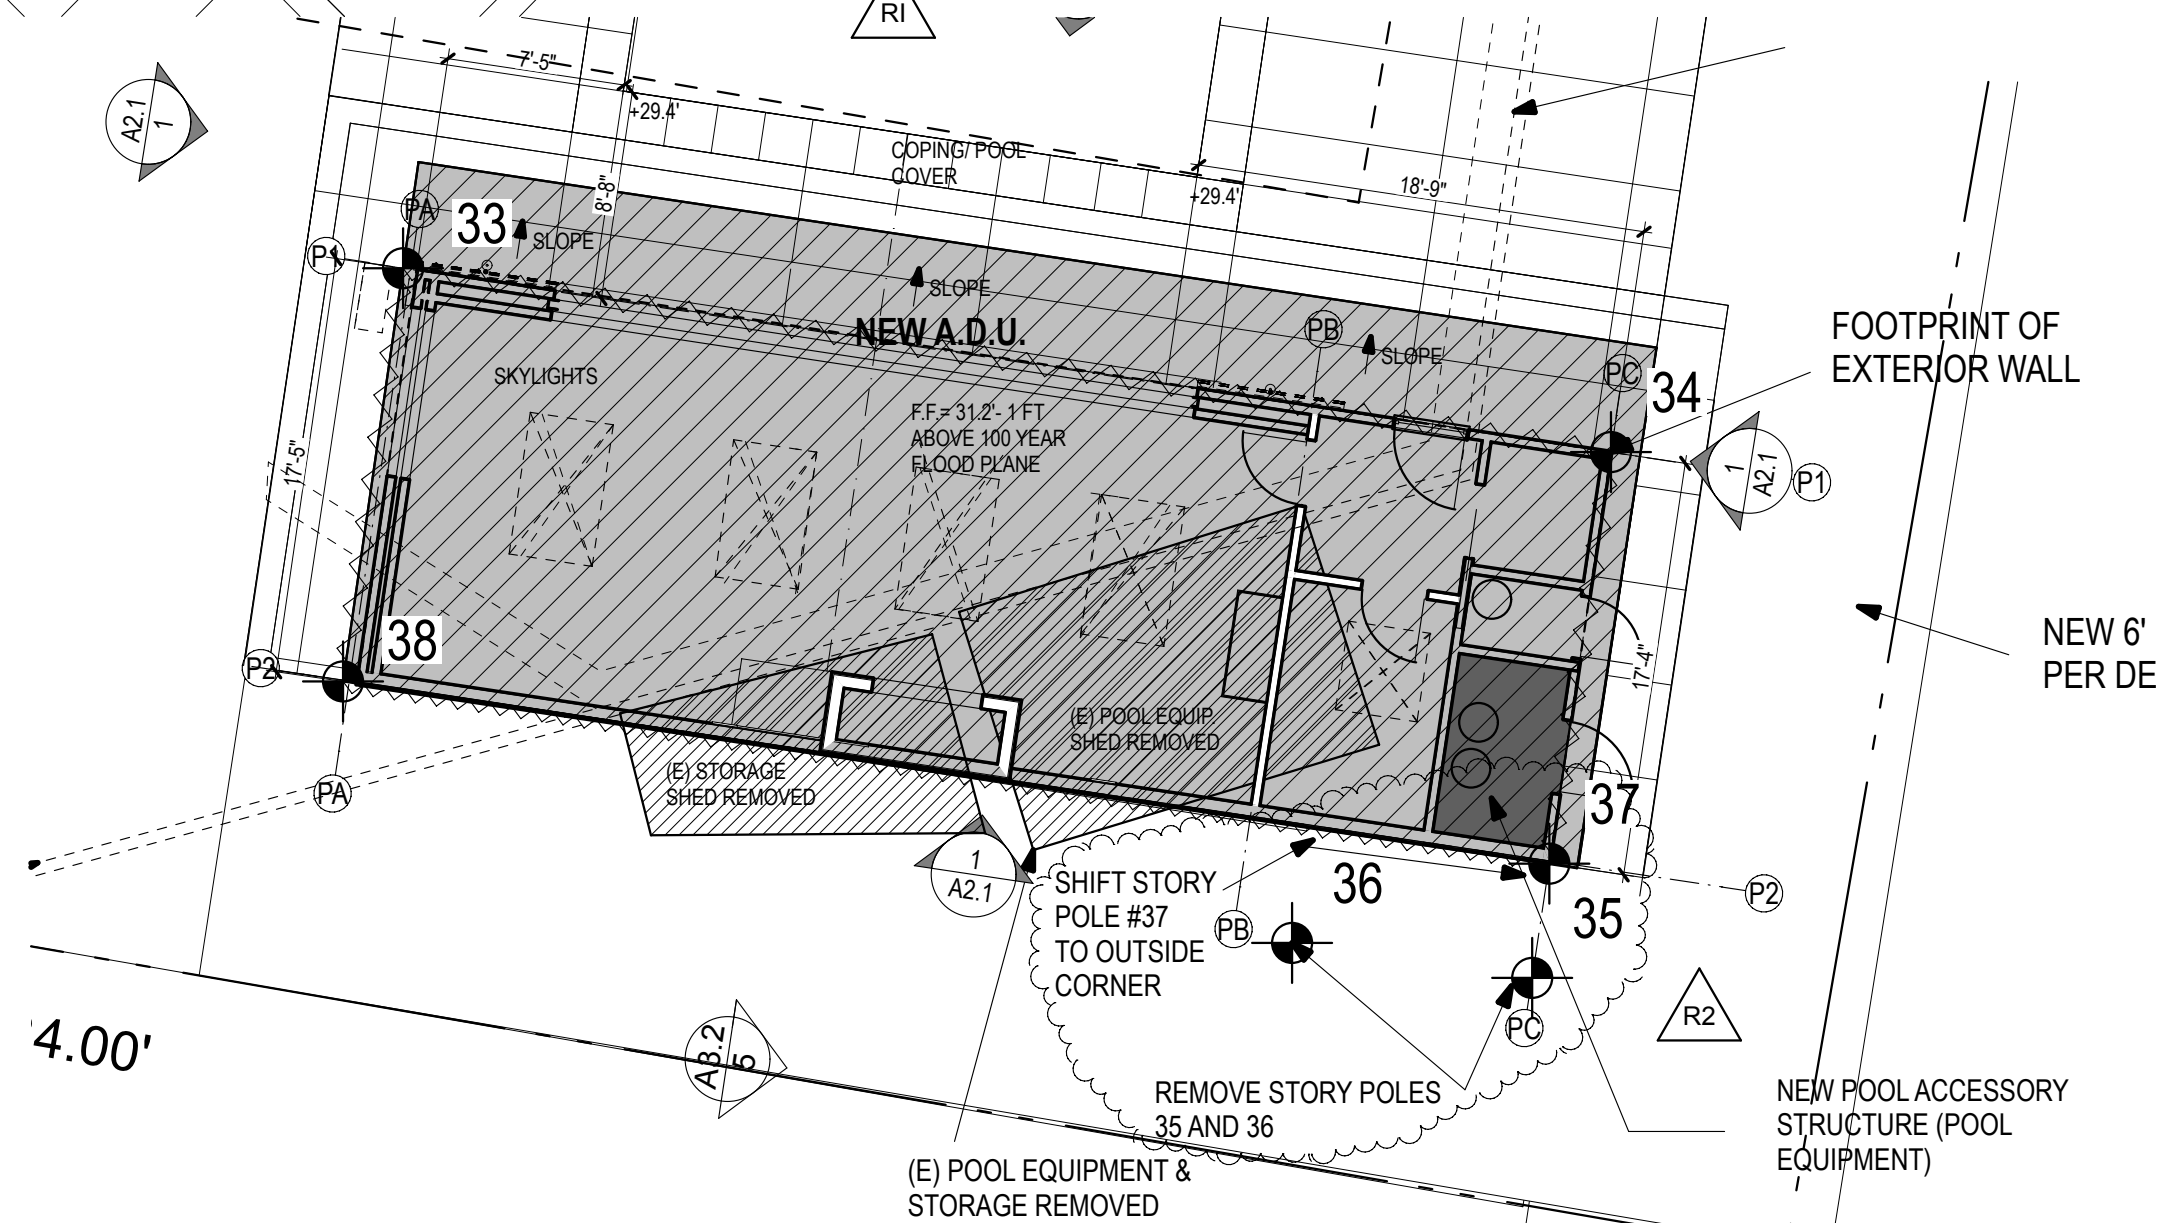 RI
A2.1
1
7'-5"
+29.4'
COPING/ POOL
COVER
8'-8"
+29.4'
18'-9"
PA
33
SLOPE
P1
SLOPE
NEW A.D.U.
PB
SLOPE
PC
34
FOOTPRINT OF
EXTERIOR WALL
SKYLIGHTS
F.F.= 31.2'- 1 FT
ABOVE 100 YEAR
FLOOD PLANE
17'-5"
1
A2.1
P1
NEW 6'
PER DE
38
P2
17'-4"
(E) POOL EQUIP.
SHED REMOVED
(E) STORAGE
SHED REMOVED
PA
37
1
A2.1
SHIFT STORY
POLE #37
TO OUTSIDE
CORNER
36
35
P2
PB
PC
R2
4.00'
A3.2
5
REMOVE STORY POLES
35 AND 36
NEW POOL ACCESSORY
STRUCTURE (POOL
EQUIPMENT)
(E) POOL EQUIPMENT &
STORAGE REMOVED